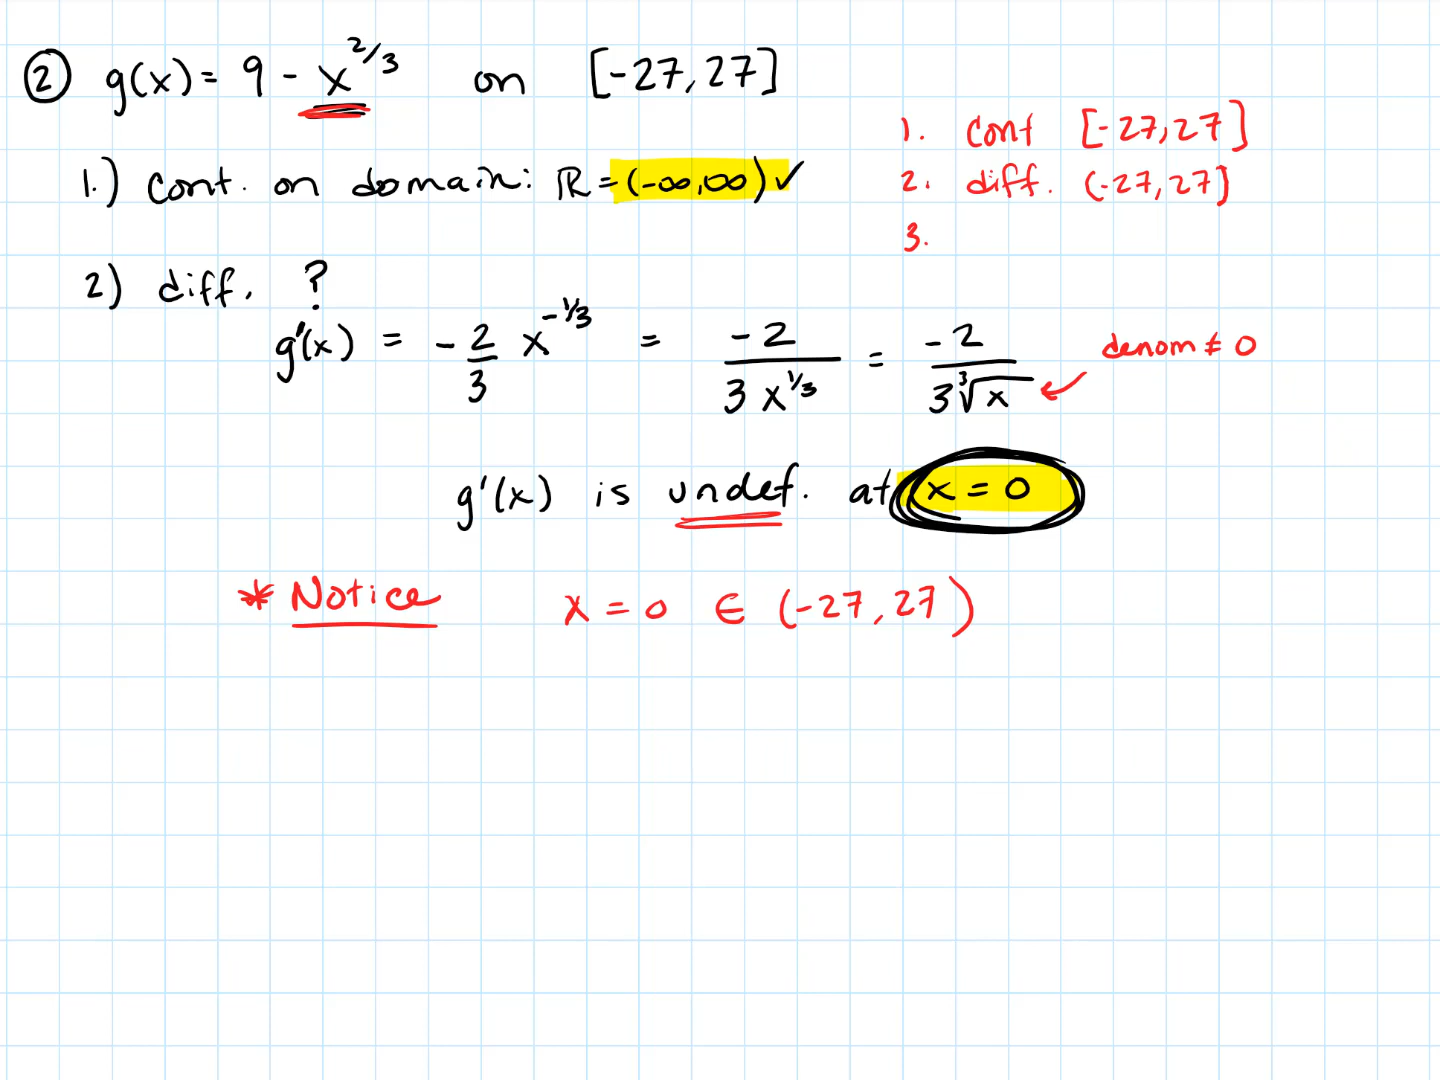 ② g(x) = 9 - x^{2/3} on [-27, 27]
1. cont [-27, 27]
1.) cont. on domain: ℝ = (-∞, ∞) ✓
2. diff. (-27, 27]
3.
2) diff. ?
g'(x) = -2/3 x^{-1/3} = -2/(3 x^{1/3}) = -2/(3 ∛x)
denom ≠ 0
g'(x) is undef. at x = 0
* Notice x = 0 ∈ (-27, 27)